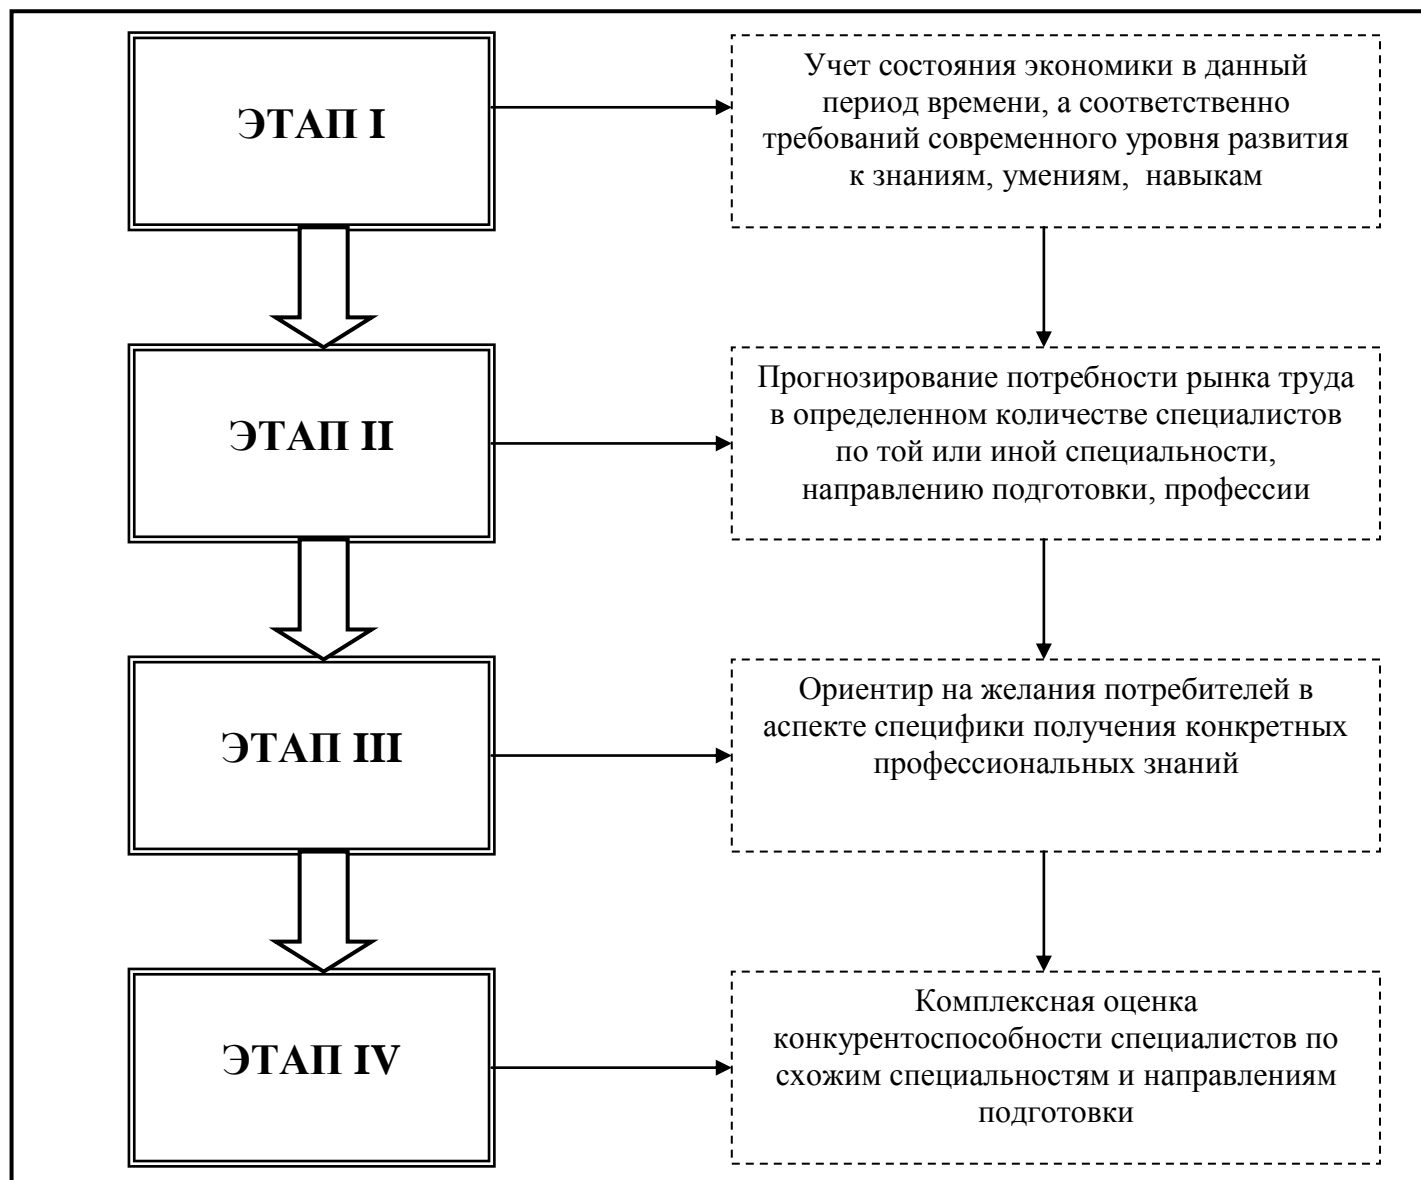 ЭТАП I
Учет состояния экономики в данный
период времени, а соответственно
требований современного уровня развития
к знаниям, умениям,  навыкам
ЭТАП II
Прогнозирование потребности рынка труда
в определенном количестве специалистов
по той или иной специальности,
направлению подготовки, профессии
ЭТАП III
Ориентир на желания потребителей в
аспекте специфики получения конкретных
профессиональных знаний
ЭТАП IV
Комплексная оценка
конкурентоспособности специалистов по
схожим специальностям и направлениям
подготовки